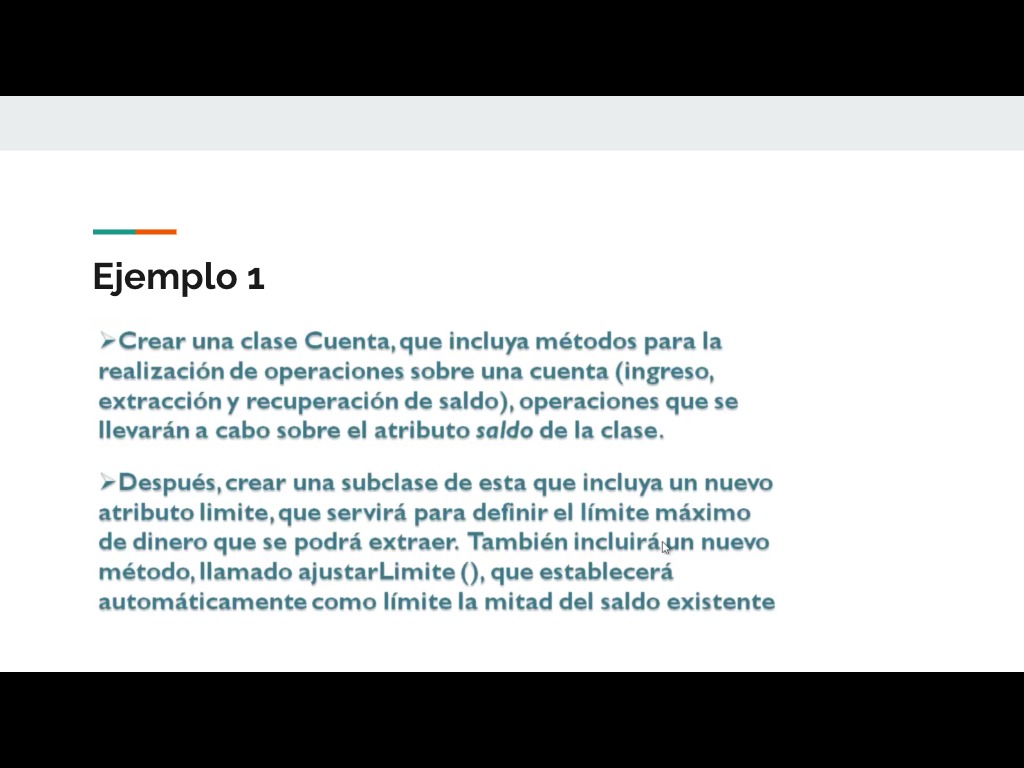 Ejemplo 1
➢Crear una clase Cuenta, que incluya métodos para la
realización de operaciones sobre una cuenta (ingreso,
extracción y recuperación de saldo), operaciones que se
llevarán a cabo sobre el atributo saldo de la clase.
➢Después, crear una subclase de esta que incluya un nuevo
atributo limite, que servirá para definir el límite máximo
de dinero que se podrá extraer. También incluirá un nuevo
método, llamado ajustarLimite (), que establecerá
automáticamente como límite la mitad del saldo existente